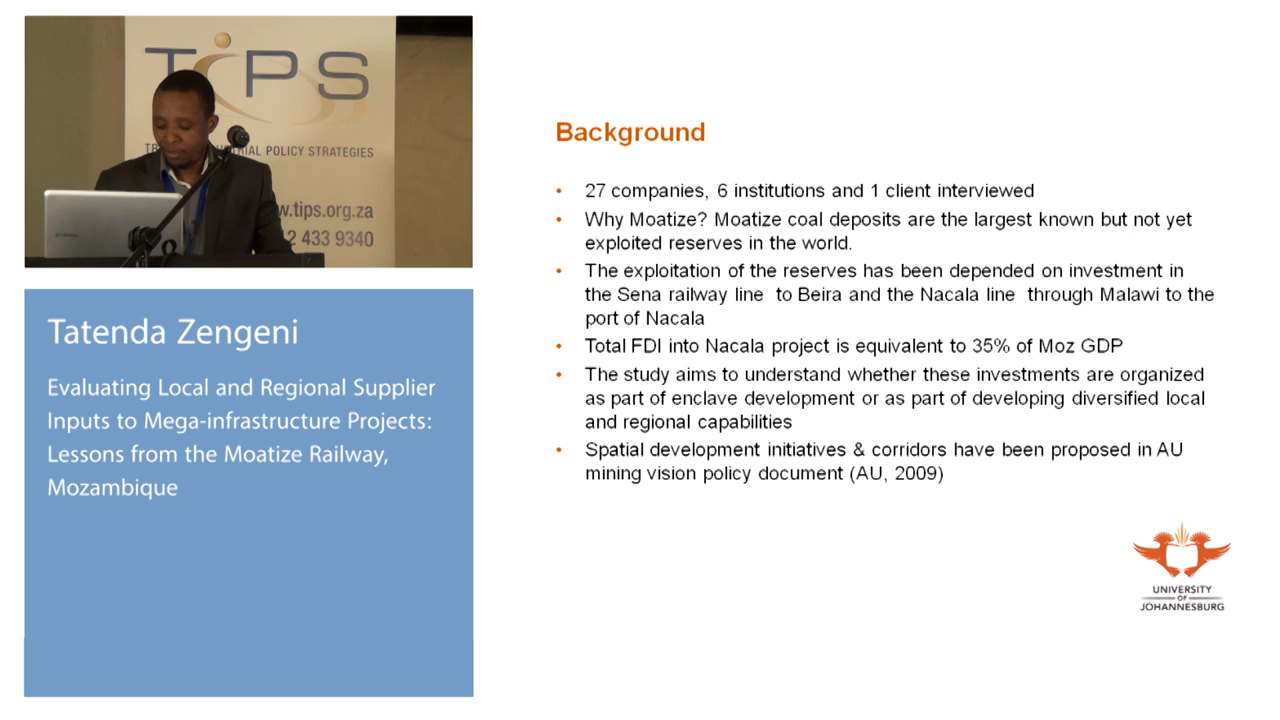 TiPS
IAL POLICY STRATEGIES
w.tips.org.za
2 433 9340
Tatenda Zengeni
Evaluating Local and Regional Supplier
Inputs to Mega-infrastructure Projects:
Lessons from the Moatize Railway,
Mozambique
Background
• 27 companies, 6 institutions and 1 client interviewed
• Why Moatize? Moatize coal deposits are the largest known but not yet
exploited reserves in the world.
• The exploitation of the reserves has been depended on investment in
the Sena railway line to Beira and the Nacala line through Malawi to the
port of Nacala
• Total FDI into Nacala project is equivalent to 35% of Moz GDP
• The study aims to understand whether these investments are organized
as part of enclave development or as part of developing diversified local
and regional capabilities
• Spatial development initiatives & corridors have been proposed in AU
mining vision policy document (AU, 2009)
UNIVERSITY
OF
JOHANNESBURG